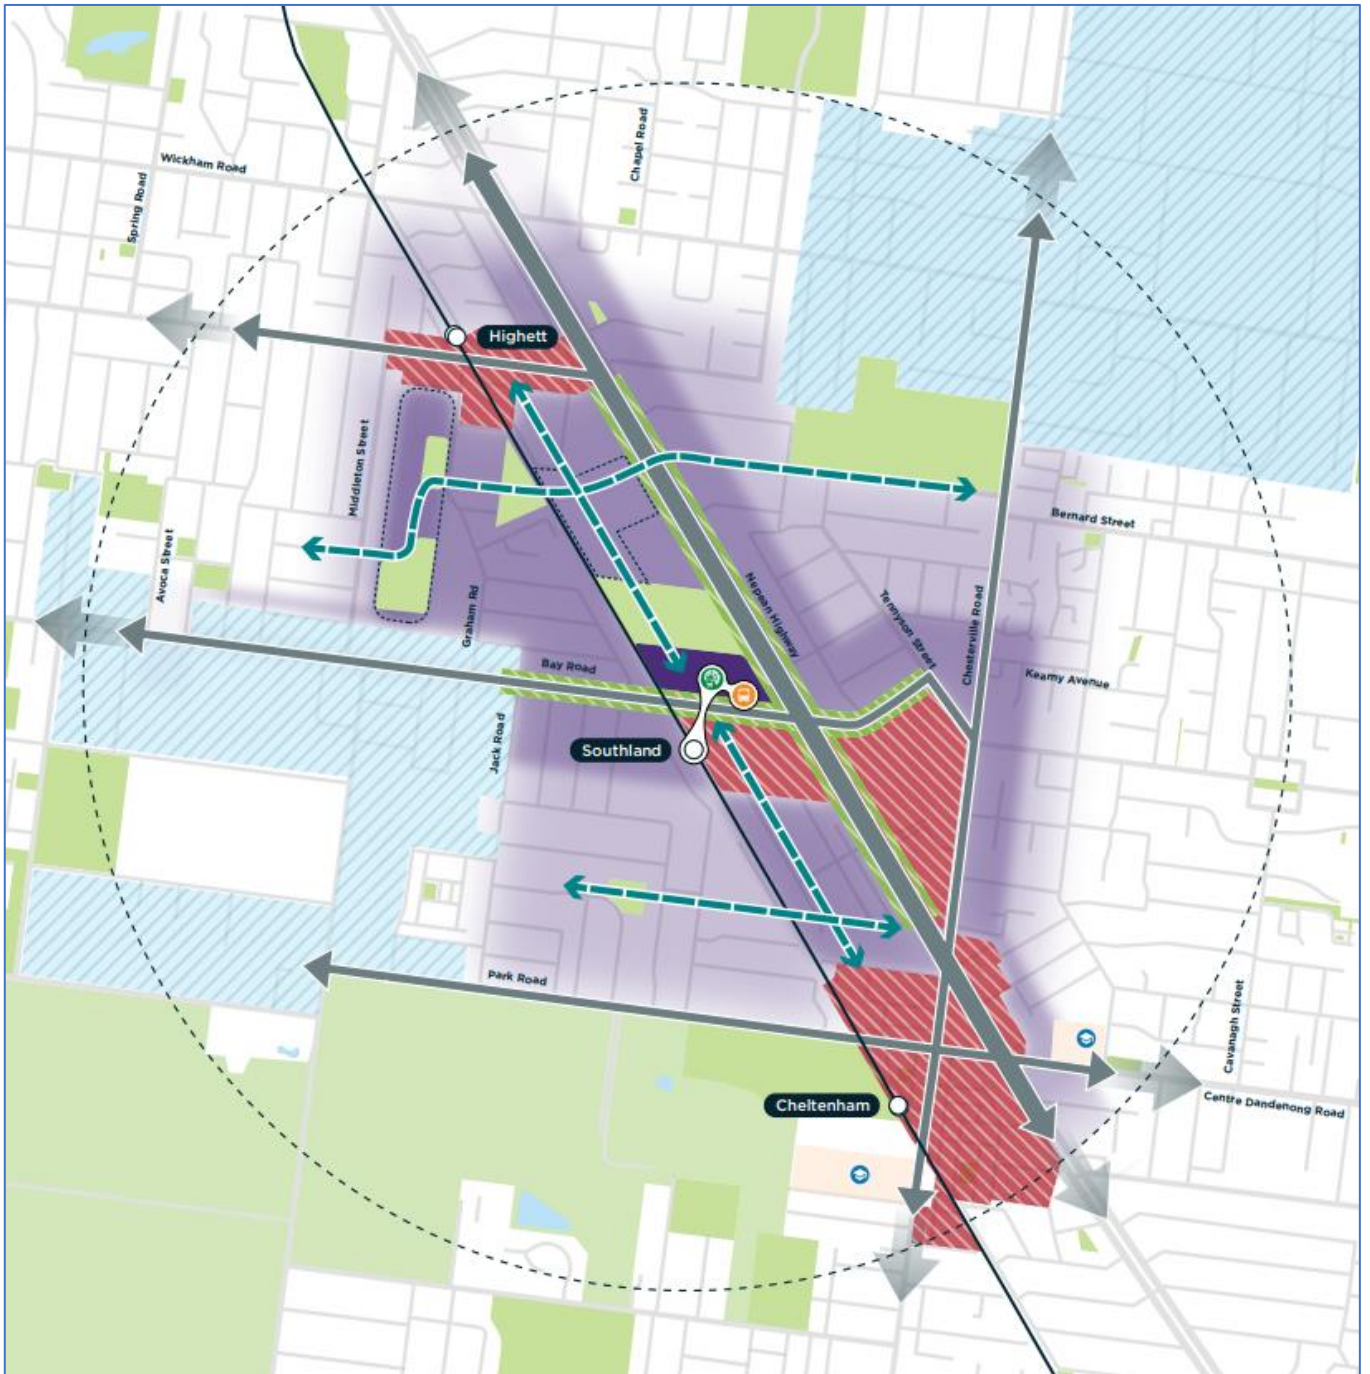 Wickham Road
Chapel Road
Spring Road
Highett
Middleton Street
Bernard Street
Avoca Street
Nepean Highway
Tennyson Street
Graham Rd
Chesterville Road
Bay Road
Kearny Avenue
Jack Road
Southland
Park Road
Cavanagh Street
Cheltenham
Centre Dandenong Road